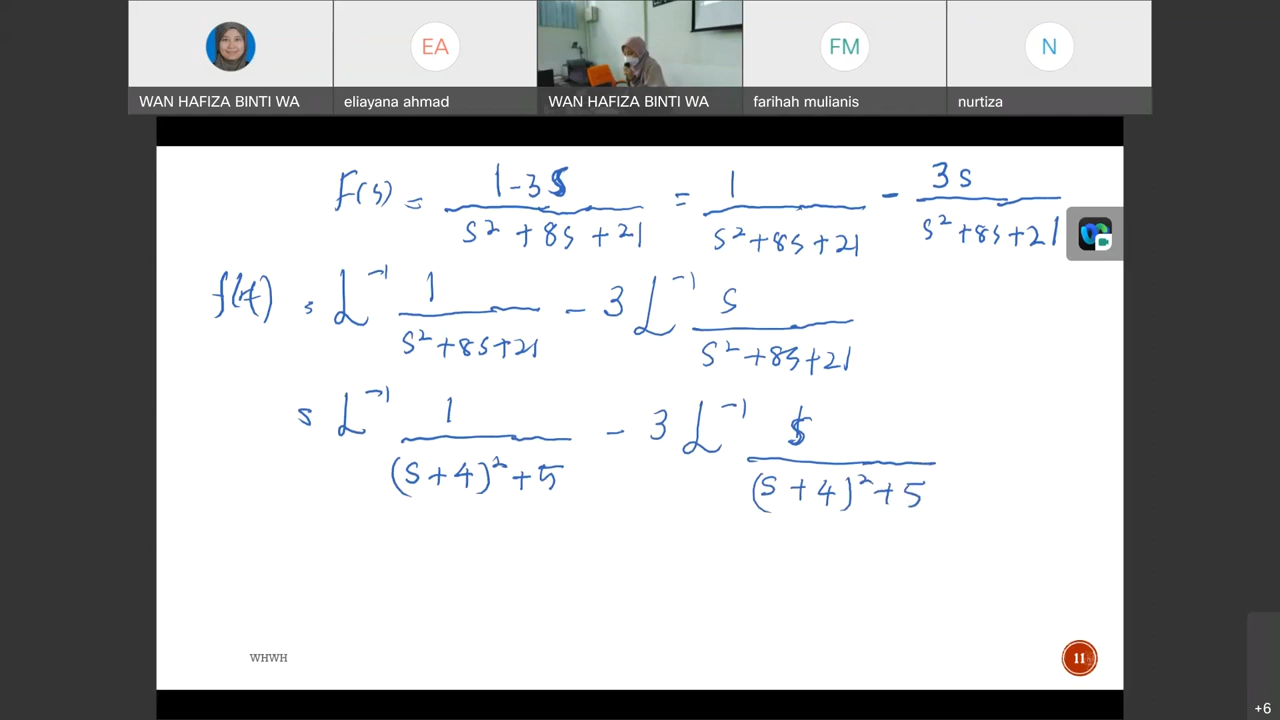 EA
FM
N
WAN HAFIZA BINTI WA
eliayana ahmad
WAN HAFIZA BINTI WA
farihah mulianis
nurtiza
F(s) = 1-3s / s² + 8s + 21 = 1 / s² + 8s + 21 - 3s / s² + 8s + 21
f(t) = L⁻¹ 1 / s² + 8s + 21 - 3 L⁻¹ s / s² + 8s + 21
= L⁻¹ 1 / (s + 4)² + 5 - 3 L⁻¹ s / (s + 4)² + 5
WHWH
11
+6